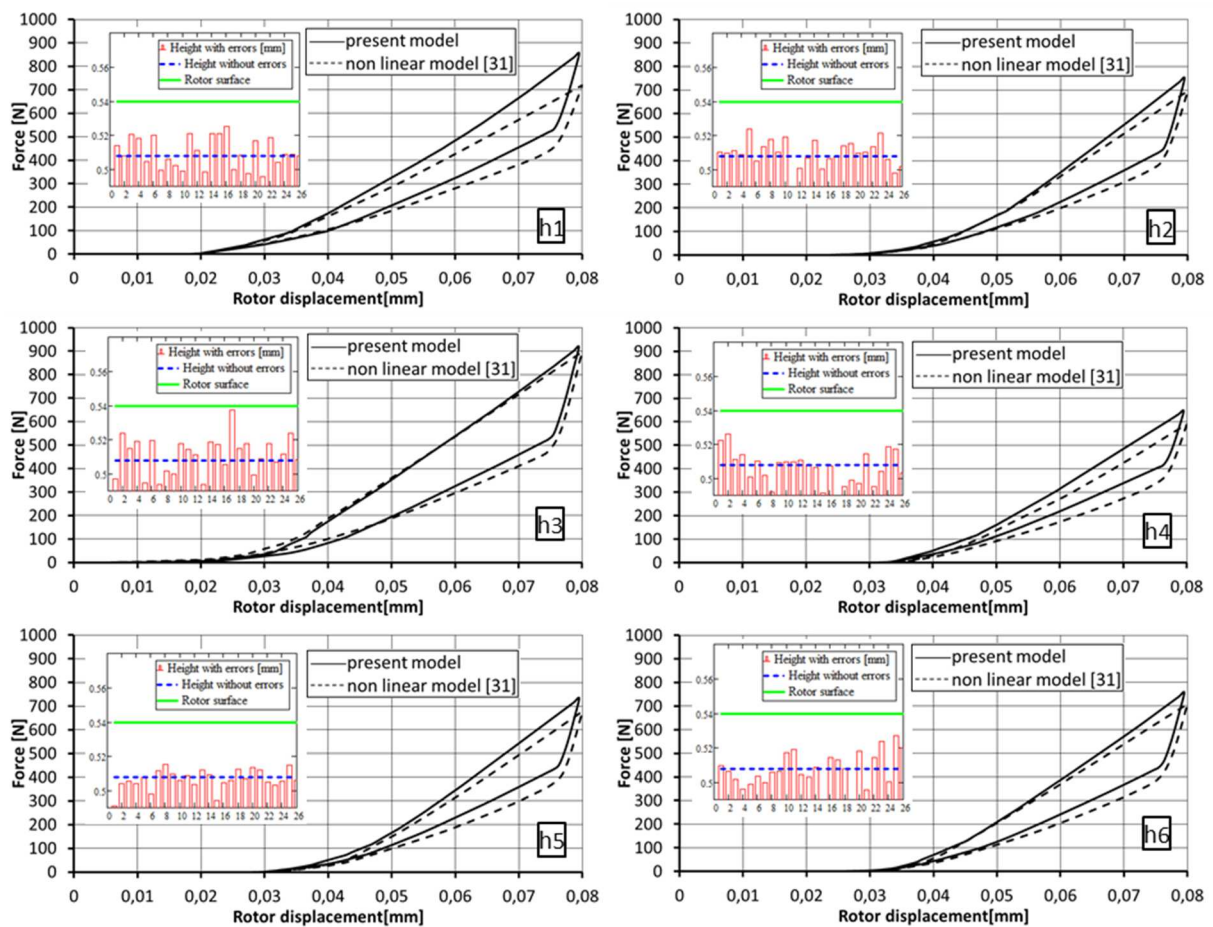 1000
900
800
700
600
500
400
300
200
100
0
Force [N]
0.56
0.54
0.52
0.5
Height with errors [mm]
Height without errors
Rotor surface
0 2 4 6 8 10 12 14 16 18 20 22 24 26
present model
non linear model [31]
h1
0 0,01 0,02 0,03 0,04 0,05 0,06 0,07 0,08
Rotor displacement[mm]
1000
900
800
700
600
500
400
300
200
100
0
Force [N]
0.56
0.54
0.52
0.5
Height with errors [mm]
Height without errors
Rotor surface
0 2 4 6 8 10 12 14 16 18 20 22 24 26
present model
non linear model [31]
h2
0 0,01 0,02 0,03 0,04 0,05 0,06 0,07 0,08
Rotor displacement[mm]
1000
900
800
700
600
500
400
300
200
100
0
Force [N]
0.56
0.54
0.52
0.5
Height with errors [mm]
Height without errors
Rotor surface
0 2 4 6 8 10 12 14 16 18 20 22 24 26
present model
non linear model [31]
h3
0 0,01 0,02 0,03 0,04 0,05 0,06 0,07 0,08
Rotor displacement[mm]
1000
900
800
700
600
500
400
300
200
100
0
Force [N]
0.56
0.54
0.52
0.5
Height with errors [mm]
Height without errors
Rotor surface
0 2 4 6 8 10 12 14 16 18 20 22 24 26
present model
non linear model [31]
h4
0 0,01 0,02 0,03 0,04 0,05 0,06 0,07 0,08
Rotor displacement[mm]
1000
900
800
700
600
500
400
300
200
100
0
Force [N]
0.56
0.54
0.52
0.5
Height with errors [mm]
Height without errors
Rotor surface
0 2 4 6 8 10 12 14 16 18 20 22 24 26
present model
non linear model [31]
h5
0 0,01 0,02 0,03 0,04 0,05 0,06 0,07 0,08
Rotor displacement[mm]
1000
900
800
700
600
500
400
300
200
100
0
Force [N]
0.56
0.54
0.52
0.5
Height with errors [mm]
Height without errors
Rotor surface
0 2 4 6 8 10 12 14 16 18 20 22 24 26
present model
non linear model [31]
h6
0 0,01 0,02 0,03 0,04 0,05 0,06 0,07 0,08
Rotor displacement[mm]